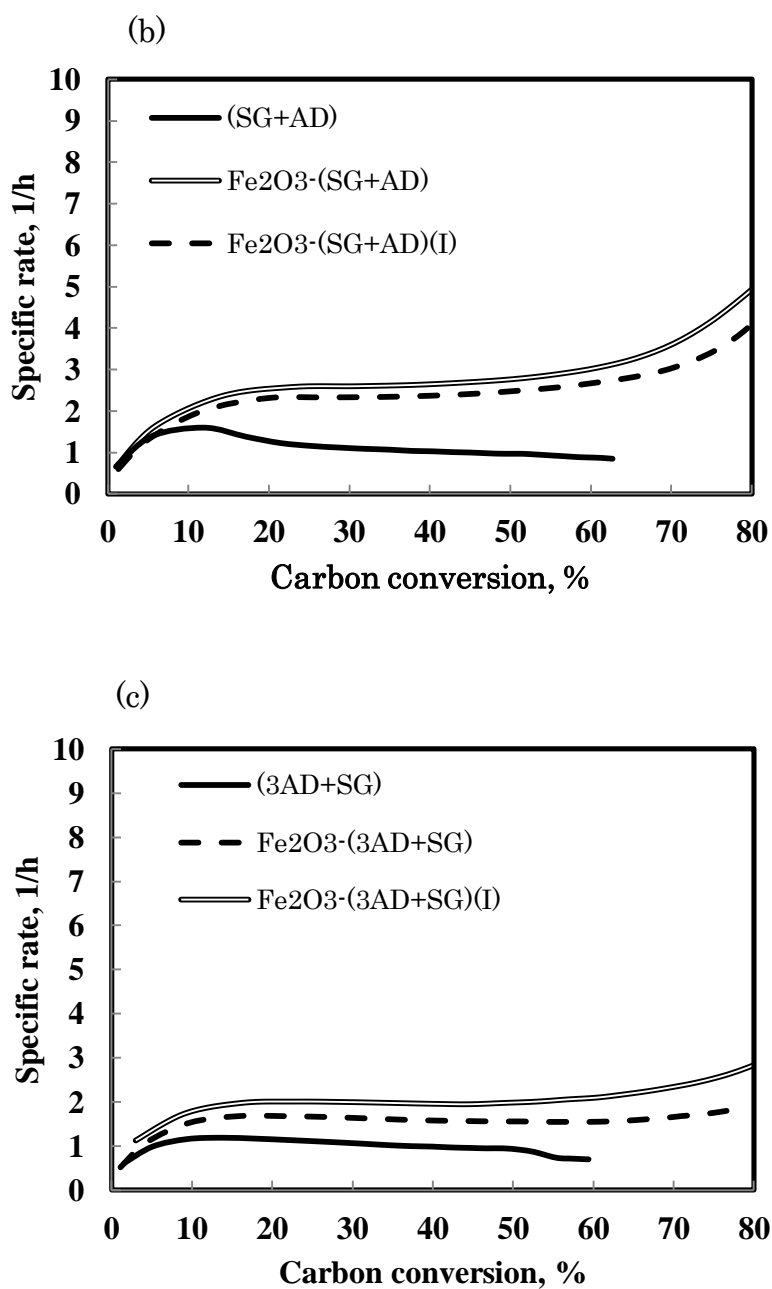 (b)
10
9
8
7
6
5
4
3
2
1
0
Specific rate, 1/h
(SG+AD)
Fe2O3-(SG+AD)
Fe2O3-(SG+AD)(I)
0 10 20 30 40 50 60 70 80
Carbon conversion, %
(c)
10
9
8
7
6
5
4
3
2
1
0
Specific rate, 1/h
(3AD+SG)
Fe2O3-(3AD+SG)
Fe2O3-(3AD+SG)(I)
0 10 20 30 40 50 60 70 80
Carbon conversion, %